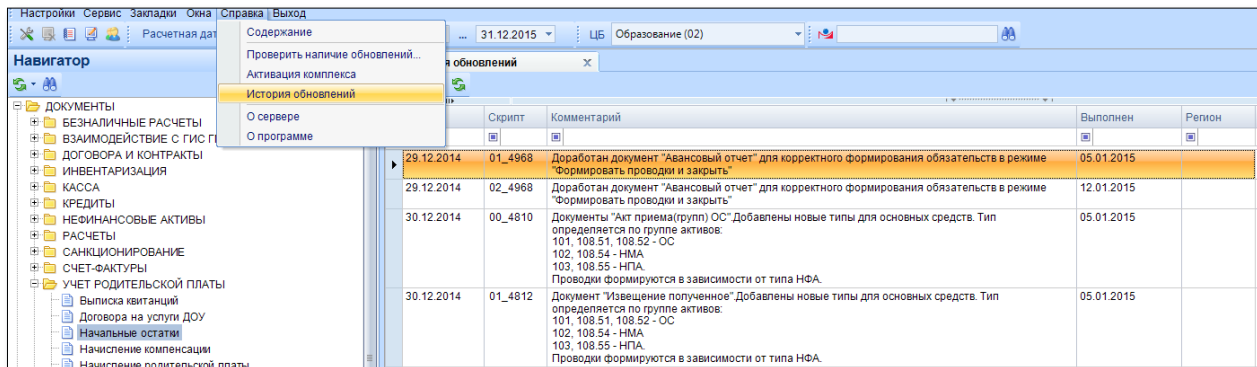 Настройки Сервис Закладки Окна Справка Выход
Расчетная дат ... 31.12.2015 ЦБ Образование (02)
Содержание
Проверить наличие обновлений...
Активация комплекса
История обновлений
О сервере
О программе
Навигатор
я обновлений x
ДОКУМЕНТЫ
БЕЗНАЛИЧНЫЕ РАСЧЕТЫ
ВЗАИМОДЕЙСТВИЕ С ГИС Г
ДОГОВОРА И КОНТРАКТЫ
ИНВЕНТАРИЗАЦИЯ
КАССА
КРЕДИТЫ
НЕФИНАНСОВЫЕ АКТИВЫ
РАСЧЕТЫ
САНКЦИОНИРОВАНИЕ
СЧЕТ-ФАКТУРЫ
УЧЕТ РОДИТЕЛЬСКОЙ ПЛАТЫ
Выписка квитанций
Договора на услуги ДОУ
Начальные остатки
Начисление компенсации
Начисление родительской платы
Скрипт Комментарий Выполнен Регион
29.12.2014 01_4968 Доработан документ "Авансовый отчет" для корректного формирования обязательств в режиме 05.01.2015
"Формировать проводки и закрыть"
29.12.2014 02_4968 Доработан документ "Авансовый отчет" для корректного формирования обязательств в режиме 12.01.2015
"Формировать проводки и закрыть"
30.12.2014 00_4810 Документы "Акт приема(групп) ОС".Добавлены новые типы для основных средств. Тип 05.01.2015
определяется по группе активов:
101, 108.51, 108.52 - ОС
102, 108.54 - НМА
103, 108.55 - НПА.
Проводки формируются в зависимости от типа НФА.
30.12.2014 01_4812 Документ "Извещение полученное".Добавлены новые типы для основных средств. Тип 05.01.2015
определяется по группе активов:
101, 108.51, 108.52 - ОС
102, 108.54 - НМА
103, 108.55 - НПА.
Проводки формируются в зависимости от типа НФА.